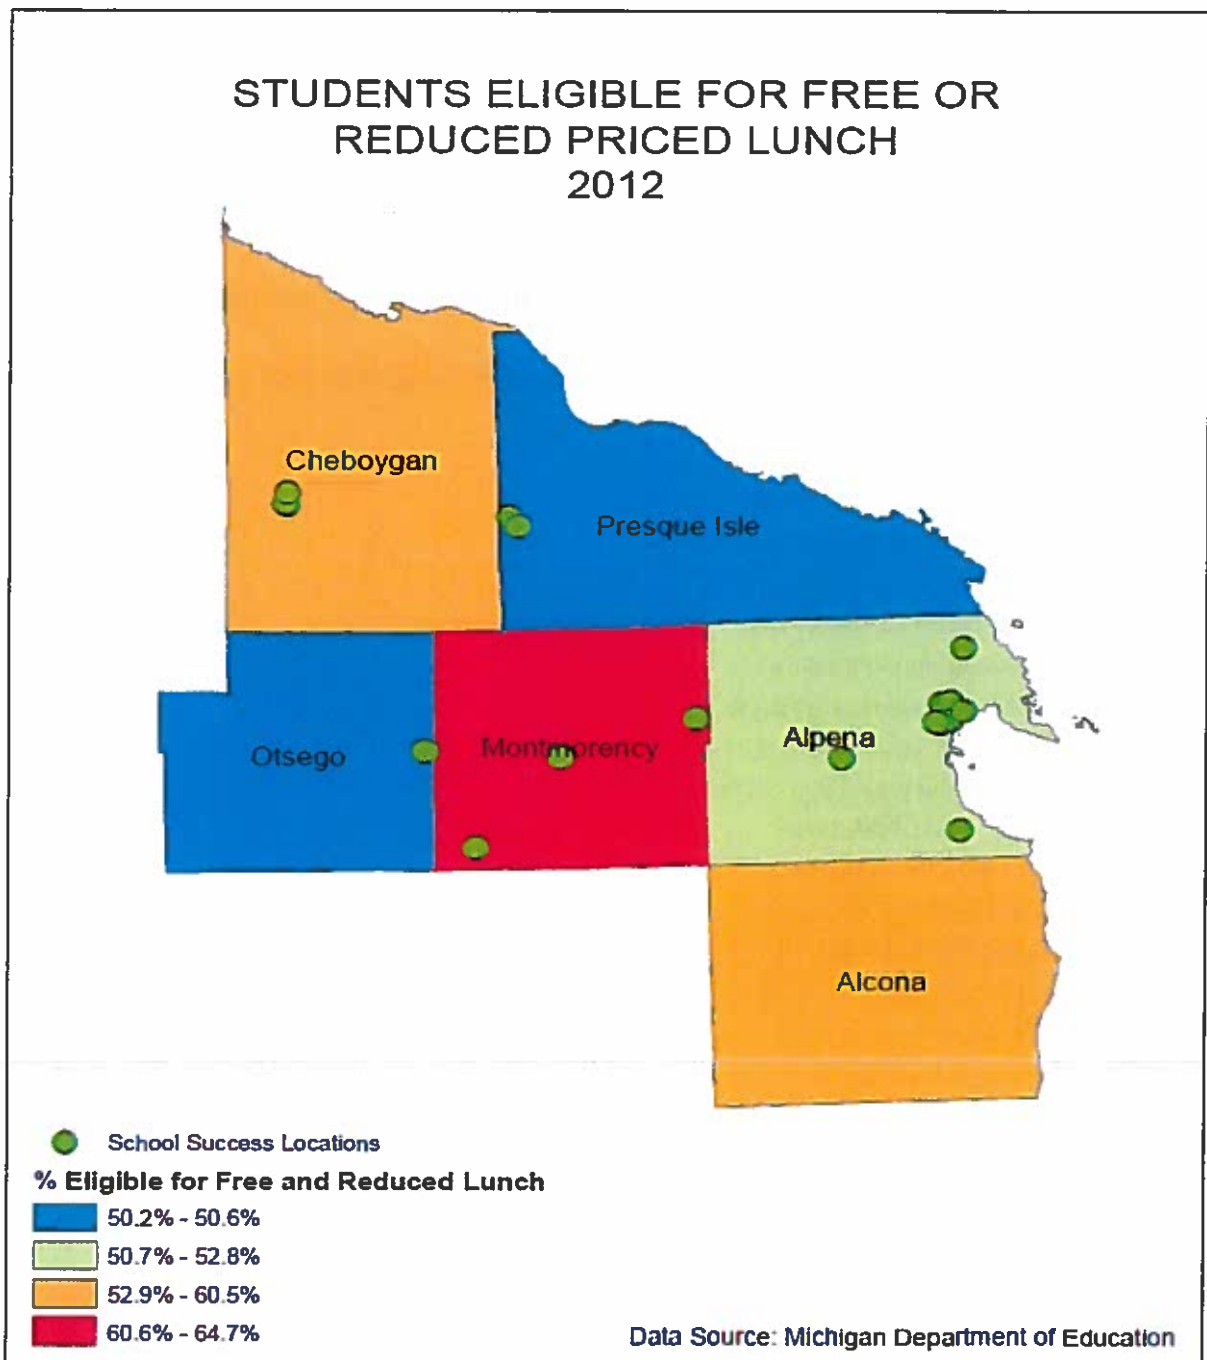 STUDENTS ELIGIBLE FOR FREE OR
REDUCED PRICED LUNCH
2012
Cheboygan
Presque Isle
Otsego
Montmorency
Alpena
Alcona
School Success Locations
% Eligible for Free and Reduced Lunch
50.2% - 50.6%
50.7% - 52.8%
52.9% - 60.5%
60.6% - 64.7%
Data Source: Michigan Department of Education